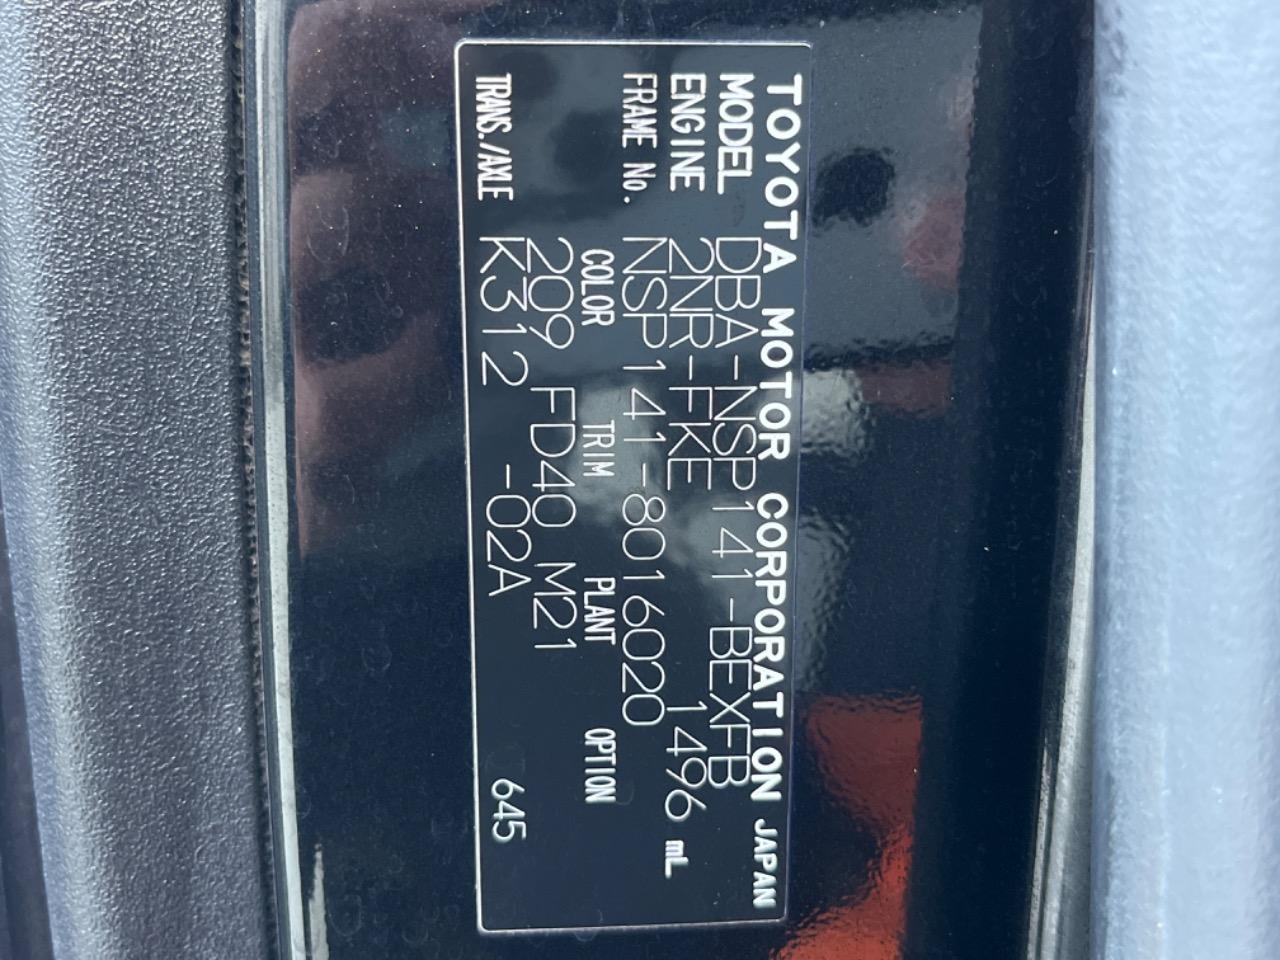 TOYOTA MOTOR CORPORATION JAPAN
MODEL DBA-NSP141-BEXFB
ENGINE 2NR-FKE 1496 mL
FRAME No. NSP141-8016020
COLOR TRIM PLANT OPTION
209 FD40 M21
TRANS./AXLE K312 -02A 645